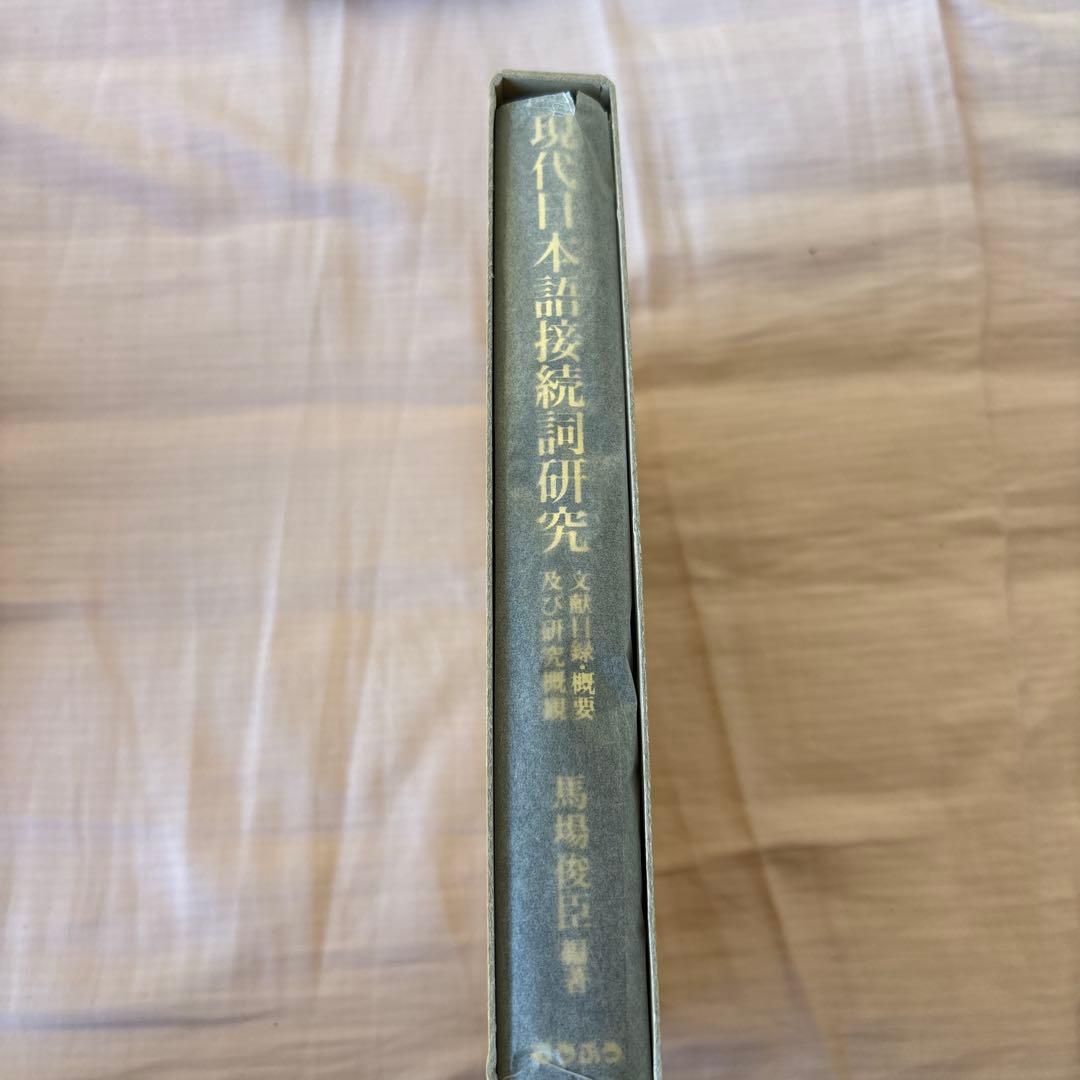 現代日本語接続詞研究
文献目録・概要
及び研究概観
馬場俊臣 編著